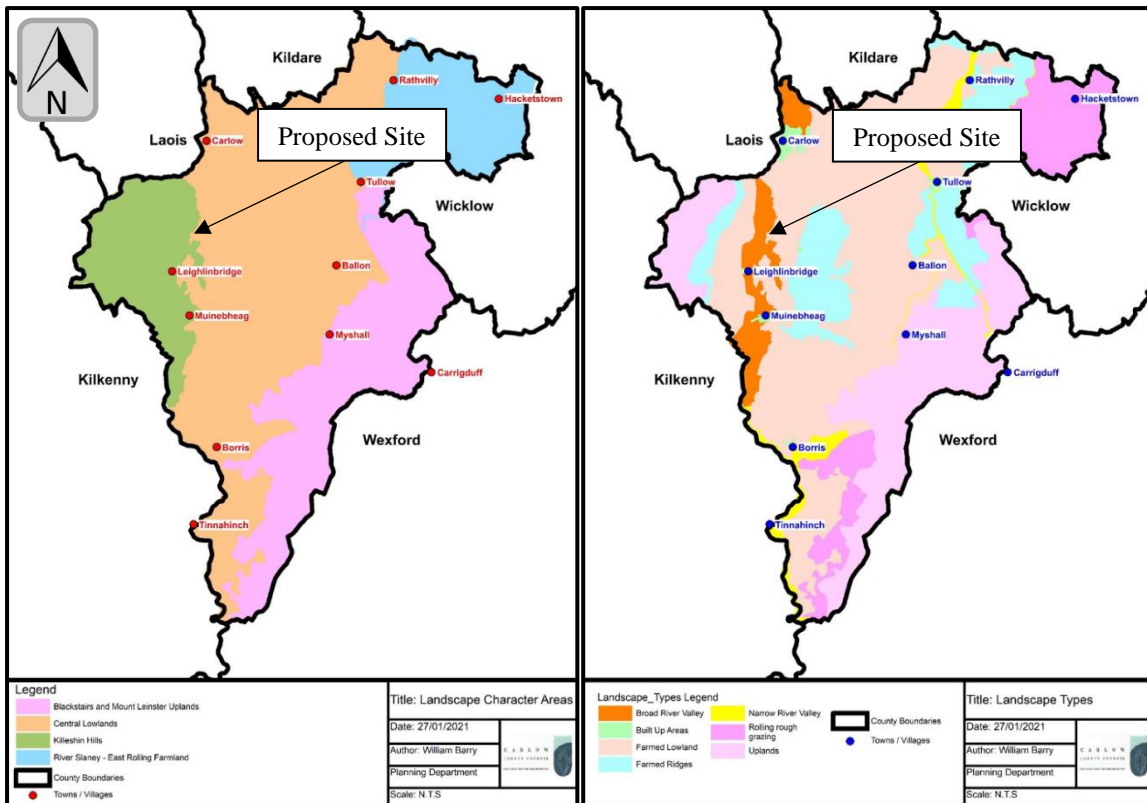 N
Kildare
Rathvilly
Hacketstown
Laois
Carlow
Proposed Site
Tullow
Wicklow
Leighlinbridge
Ballon
Muinebheag
Myshall
Kilkenny
Carrigduff
Wexford
Borris
Tinnahinch
Legend
Blackstairs and Mount Leinster Uplands
Central Lowlands
Killeshin Hills
River Slaney - East Rolling Farmland
County Boundaries
Towns / Villages
Title: Landscape Character Areas
Date: 27/01/2021
Author: William Barry
Planning Department
Scale: N.T.S
CARLOW
COUNTY COUNCIL
Kildare
Rathvilly
Hacketstown
Laois
Carlow
Proposed Site
Tullow
Wicklow
Leighlinbridge
Ballon
Muinebheag
Myshall
Kilkenny
Carrigduff
Wexford
Borris
Tinnahinch
Landscape_Types Legend
Broad River Valley
Built Up Areas
Farmed Lowland
Farmed Ridges
Narrow River Valley
Rolling rough
grazing
Uplands
County Boundaries
Towns / Villages
Title: Landscape Types
Date: 27/01/2021
Author: William Barry
Planning Department
Scale: N.T.S
CARLOW
COUNTY COUNCIL